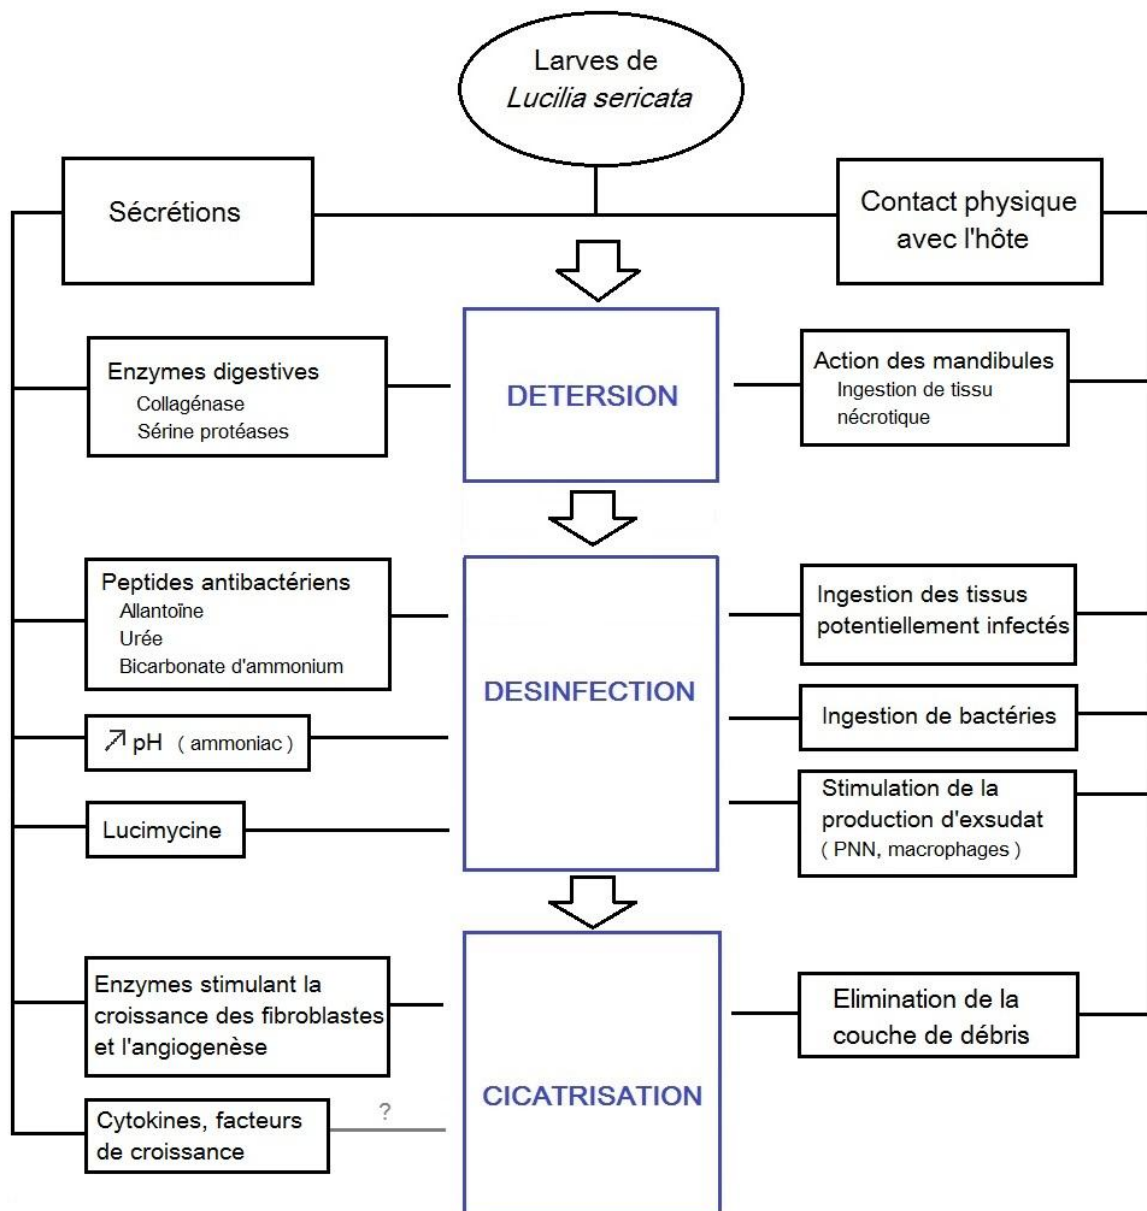 Larves de
Lucilia sericata
Sécrétions
Contact physique
avec l'hôte
Enzymes digestives
Collagénase
Sérine protéases
DETERSION
Action des mandibules
Ingestion de tissu
nécrotique
Peptides antibactériens
Allantoïne
Urée
Bicarbonate d'ammonium
↗ pH ( ammoniac )
Lucimycine
DESINFECTION
Ingestion des tissus
potentiellement infectés
Ingestion de bactéries
Stimulation de la
production d'exsudat
( PNN, macrophages )
Enzymes stimulant la
croissance des fibroblastes
et l'angiogenèse
Cytokines, facteurs
de croissance
?
CICATRISATION
Elimination de la
couche de débris